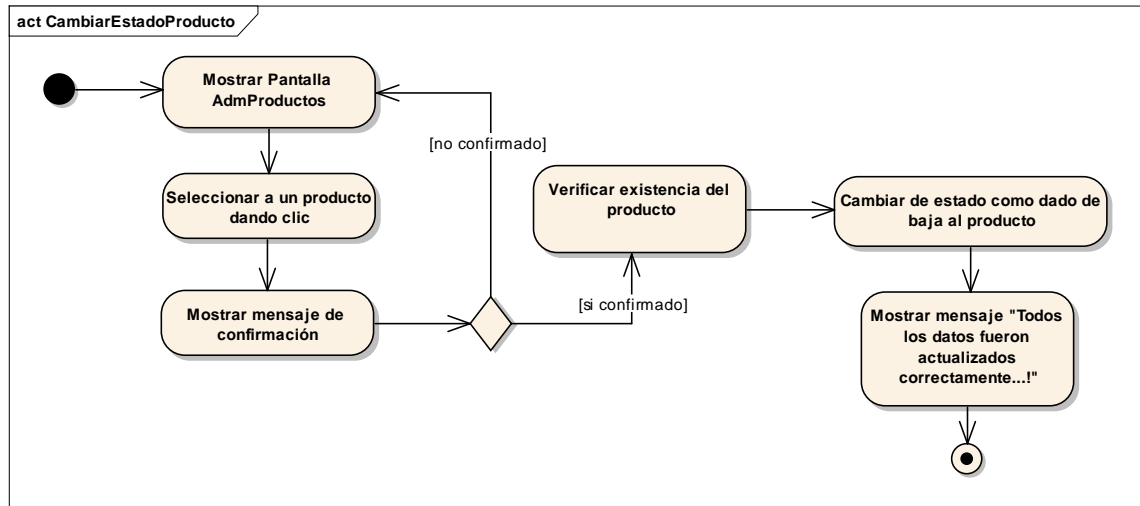 act CambiarEstadoProducto
Mostrar Pantalla
AdmProductos
[no confirmado]
Seleccionar a un producto
dando clic
Verificar existencia del
producto
Cambiar de estado como dado de
baja al producto
Mostrar mensaje de
confirmación
[si confirmado]
Mostrar mensaje "Todos
los datos fueron
actualizados
correctamente...!"